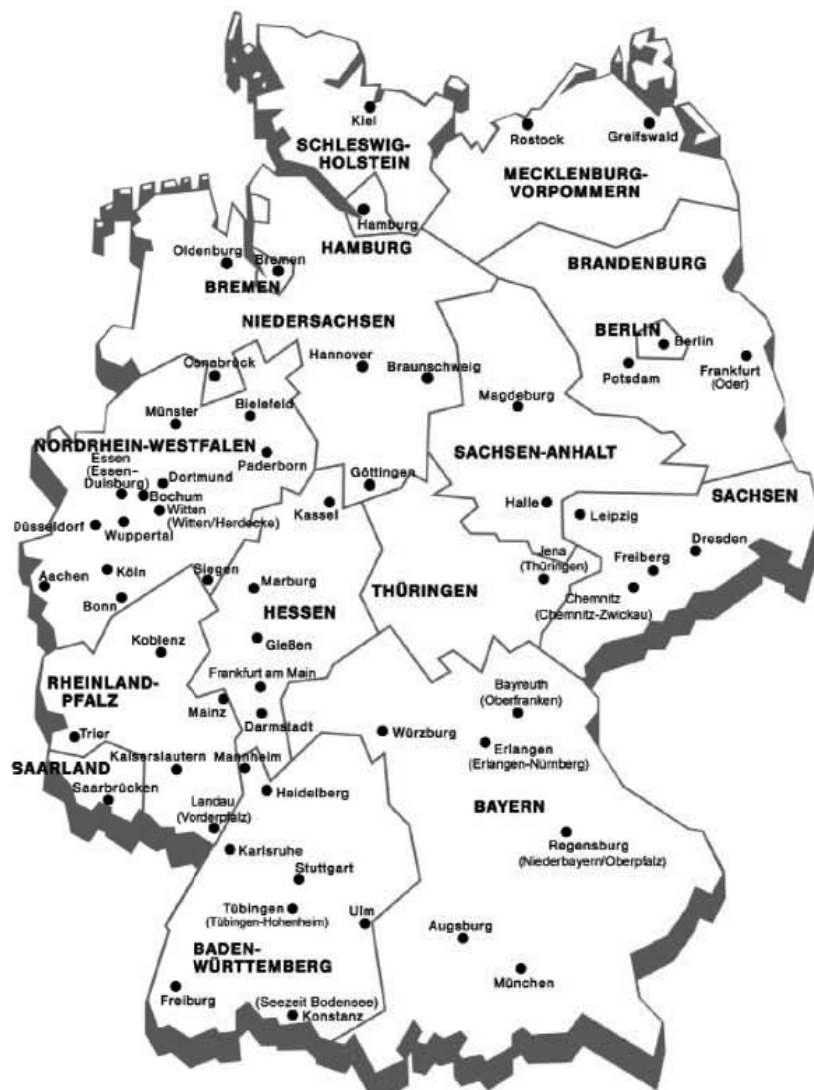 Kiel
SCHLESWIG-
HOLSTEIN
Rostock
Greifswald
MECKLENBURG-
VORPOMMERN
Hamburg
HAMBURG
Oldenburg
Bremen
BREMEN
BRANDENBURG
NIEDERSACHSEN
BERLIN
Berlin
Hannover
Braunschweig
Potsdam
Frankfurt
(Oder)
Osnabrück
Münster
Bielefeld
Magdeburg
NORDRHEIN-WESTFALEN
Paderborn
SACHSEN-ANHALT
Essen
(Essen-
Duisburg)
Dortmund
Bochum
Witten
(Witten/Herdecke)
Göttingen
Kassel
Halle
SACHSEN
Leipzig
Düsseldorf
Wuppertal
Dresden
Aachen
Köln
Siegen
Marburg
THÜRINGEN
Jena
(Thüringen)
Freiberg
Chemnitz
(Chemnitz-Zwickau)
Bonn
HESSEN
Koblenz
Gießen
RHEINLAND-
PFALZ
Frankfurt am Main
Mainz
Darmstadt
Bayreuth
(Oberfranken)
Trier
Würzburg
Erlangen
(Erlangen-Nürnberg)
SAARLAND
Kaiserslautern
Mannheim
Saarbrücken
Heidelberg
BAYERN
Landau
(Vorderpfalz)
Regensburg
(Niederbayern/Oberpfalz)
Karlsruhe
Stuttgart
Tübingen
(Tübingen-Hohenheim)
Ulm
Augsburg
BADEN-
WÜRTTEMBERG
München
Freiburg
(Seezeit Bodensee)
Konstanz